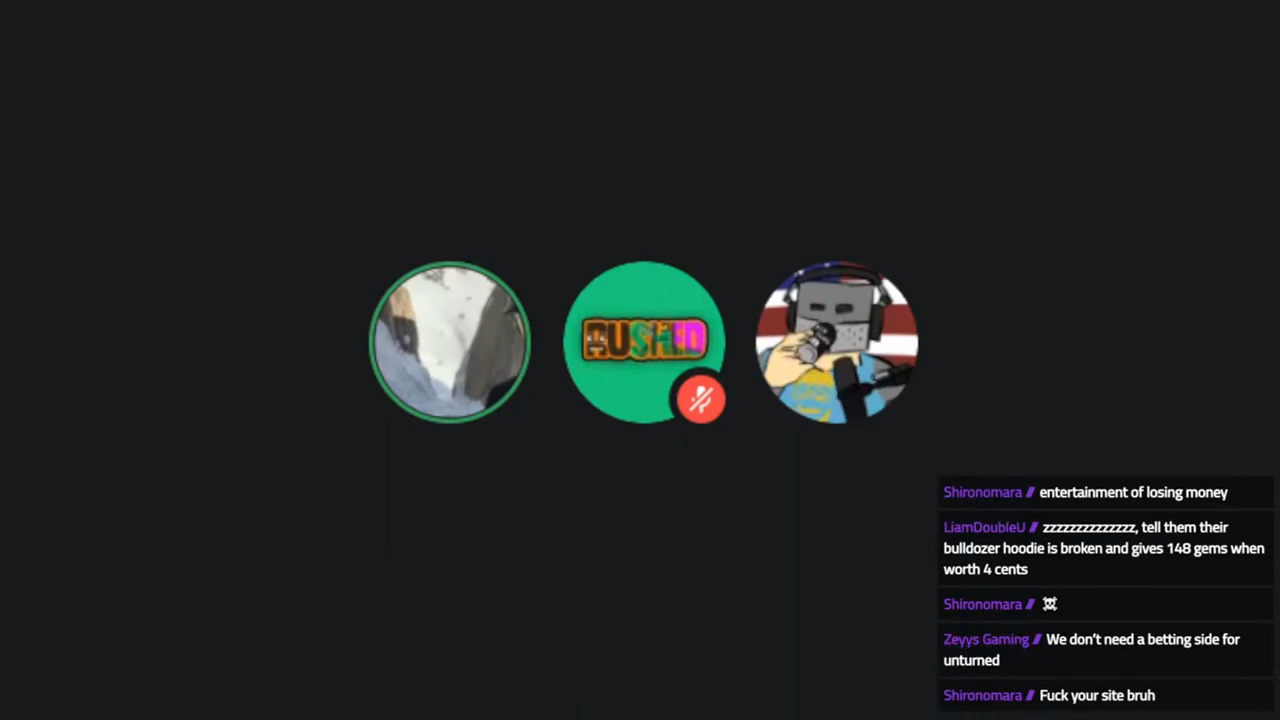 RUSHED
Shironomara // entertainment of losing money
LiamDoubleU // zzzzzzzzzzzzzz, tell them their
bulldozer hoodie is broken and gives 148 gems when
worth 4 cents
Shironomara // ☠
Zeyys Gaming // We don't need a betting side for
unturned
Shironomara // Fuck your site bruh